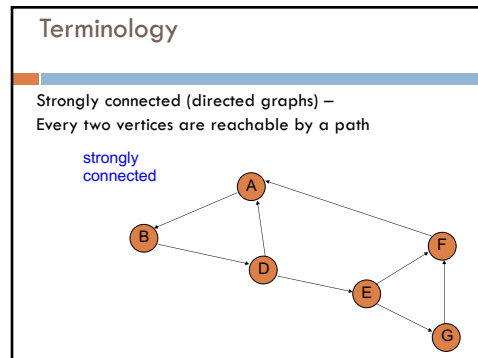 Terminology
Strongly connected (directed graphs) –
Every two vertices are reachable by a path
strongly
connected
A
B
F
D
E
G